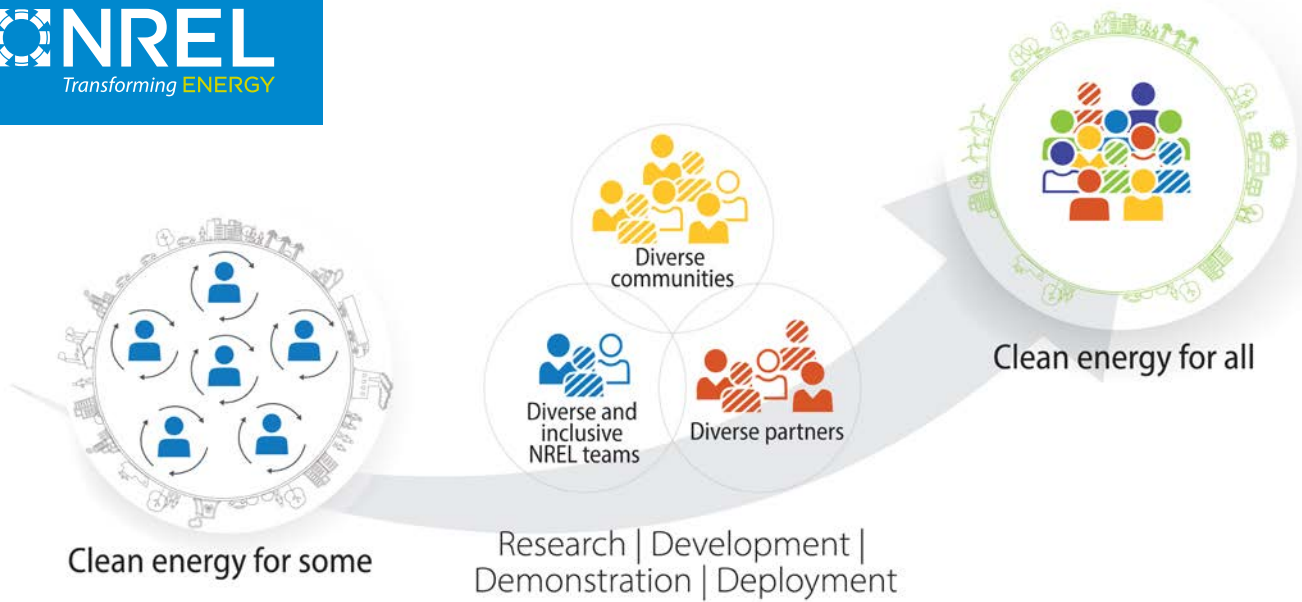 NREL
Transforming ENERGY
Diverse
communities
Diverse and
inclusive
NREL teams
Diverse partners
Clean energy for all
Clean energy for some
Research | Development |
Demonstration | Deployment